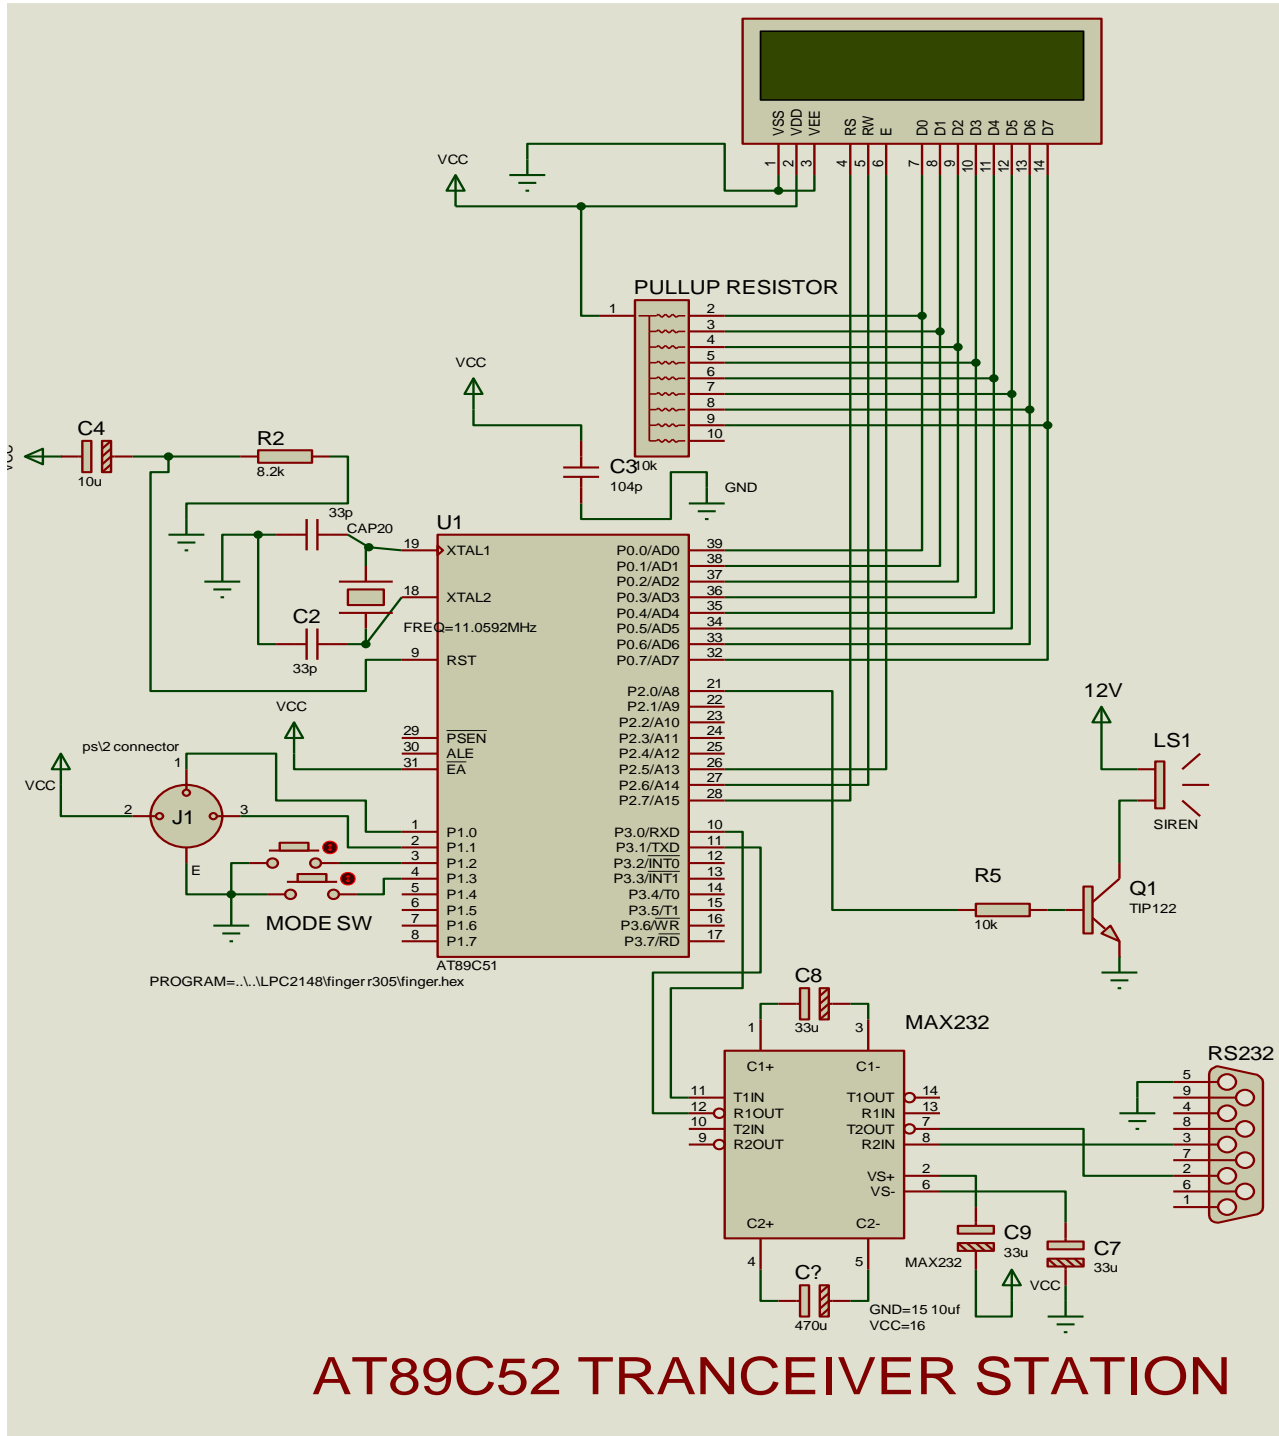 VSS
VDD
VEE
RS
RW
E
D0
D1
D2
D3
D4
D5
D6
D7
1
2
3
4
5
6
7
8
9
10
11
12
13
14
VCC
PULLUP RESISTOR
1
2
3
4
5
6
7
8
9
10
10k
VCC
C3
104p
GND
C4
VCC
10u
R2
8.2k
33p
CAP20
C2
33p
FREQ=11.0592MHz
U1
19
XTAL1
18
XTAL2
9
RST
29
PSEN
30
ALE
31
EA
1
P1.0
2
P1.1
3
P1.2
4
P1.3
5
P1.4
6
P1.5
7
P1.6
8
P1.7
P0.0/AD0
39
P0.1/AD1
38
P0.2/AD2
37
P0.3/AD3
36
P0.4/AD4
35
P0.5/AD5
34
P0.6/AD6
33
P0.7/AD7
32
P2.0/A8
21
P2.1/A9
22
P2.2/A10
23
P2.3/A11
24
P2.4/A12
25
P2.5/A13
26
P2.6/A14
27
P2.7/A15
28
P3.0/RXD
10
P3.1/TXD
11
P3.2/INT0
12
P3.3/INT1
13
P3.4/T0
14
P3.5/T1
15
P3.6/WR
16
P3.7/RD
17
AT89C51
PROGRAM=..\..\LPC2148\finger r305\finger.hex
VCC
ps\2 connector
VCC
1
2
J1
3
E
MODE SW
12V
LS1
SIREN
R5
10k
Q1
TIP122
C8
33u
MAX232
1
3
C1+
C1-
11
T1IN
12
R1OUT
10
T2IN
9
R2OUT
T1OUT
14
R1IN
13
T2OUT
7
R2IN
8
VS+
2
VS-
6
C2+
C2-
4
5
C?
470u
MAX232
GND=15 10uf
VCC=16
C9
33u
VCC
C7
33u
RS232
5
9
4
8
3
7
2
6
1
AT89C52 TRANCEIVER STATION